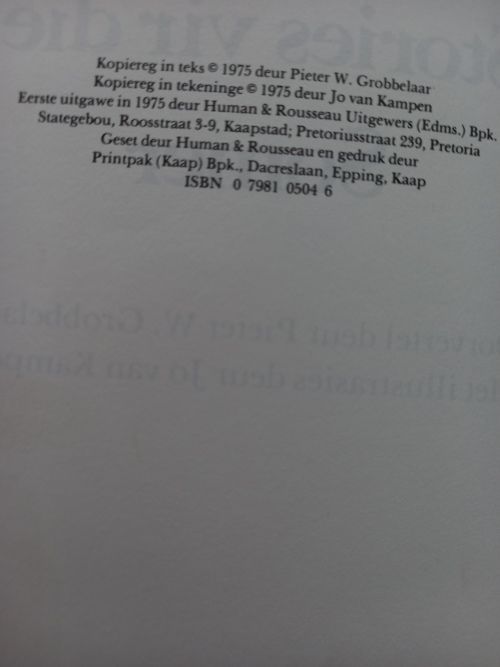 Kopiereg in teks © 1975 deur Pieter W. Grobbelaar
Kopiereg in tekeninge © 1975 deur Jo van Kampen
Eerste uitgawe in 1975 deur Human & Rousseau Uitgewers (Edms.) Bpk.
Stategebou, Roosstraat 3-9, Kaapstad; Pretoriusstraat 239, Pretoria
Geset deur Human & Rousseau en gedruk deur
Printpak (Kaap) Bpk., Dacreslaan, Epping, Kaap
ISBN 0 7981 0504 6